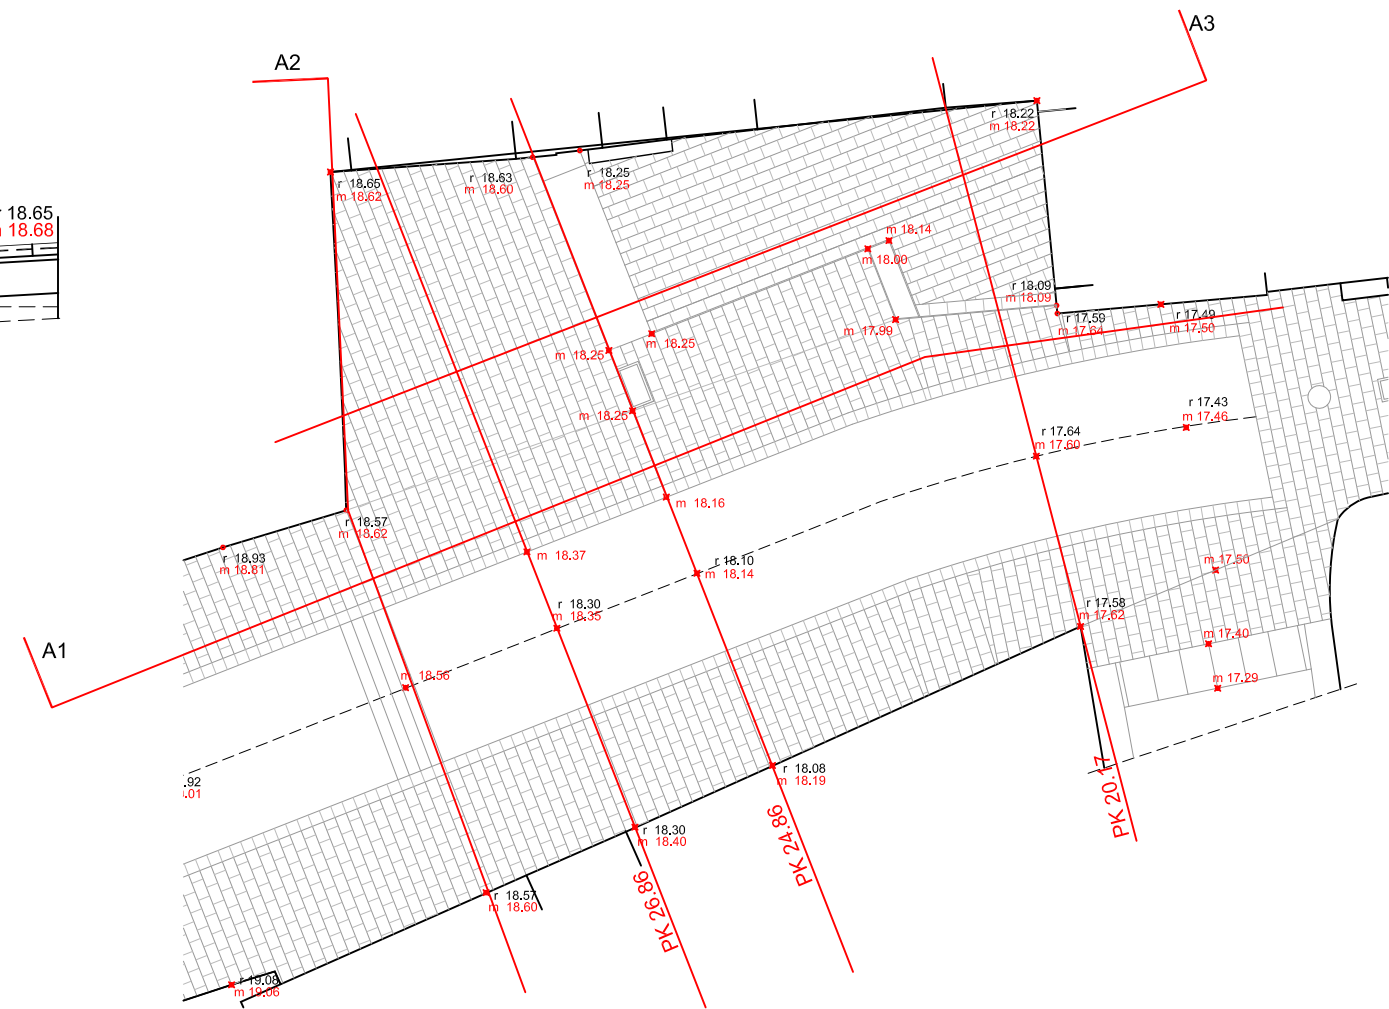 A3
A2
r 18.22
m 18.22
r 18.65
m 18.62
r 18.63
m 18.60
r 18.25
m 18.25
r 18.65
m 18.68
m 18.14
m 18.00
r 18.09
m 18.09
m 17.99
r 17.59
m 17.64
r 17.49
m 17.50
m 18.25
m 18.25
m 18.25
r 17.43
m 17.46
r 17.64
m 17.60
m 18.16
r 18.57
m 18.62
r 18.93
m 18.81
m 18.37
r 18.10
m 18.14
m 17.50
r 18.30
m 18.35
r 17.58
m 17.62
A1
m 17.40
m 18.56
m 17.29
.92
.01
r 18.08
m 18.19
PK 20.17
r 18.30
m 18.40
PK 24.86
PK 26.86
r 18.57
m 18.60
r 19.08
m 19.06